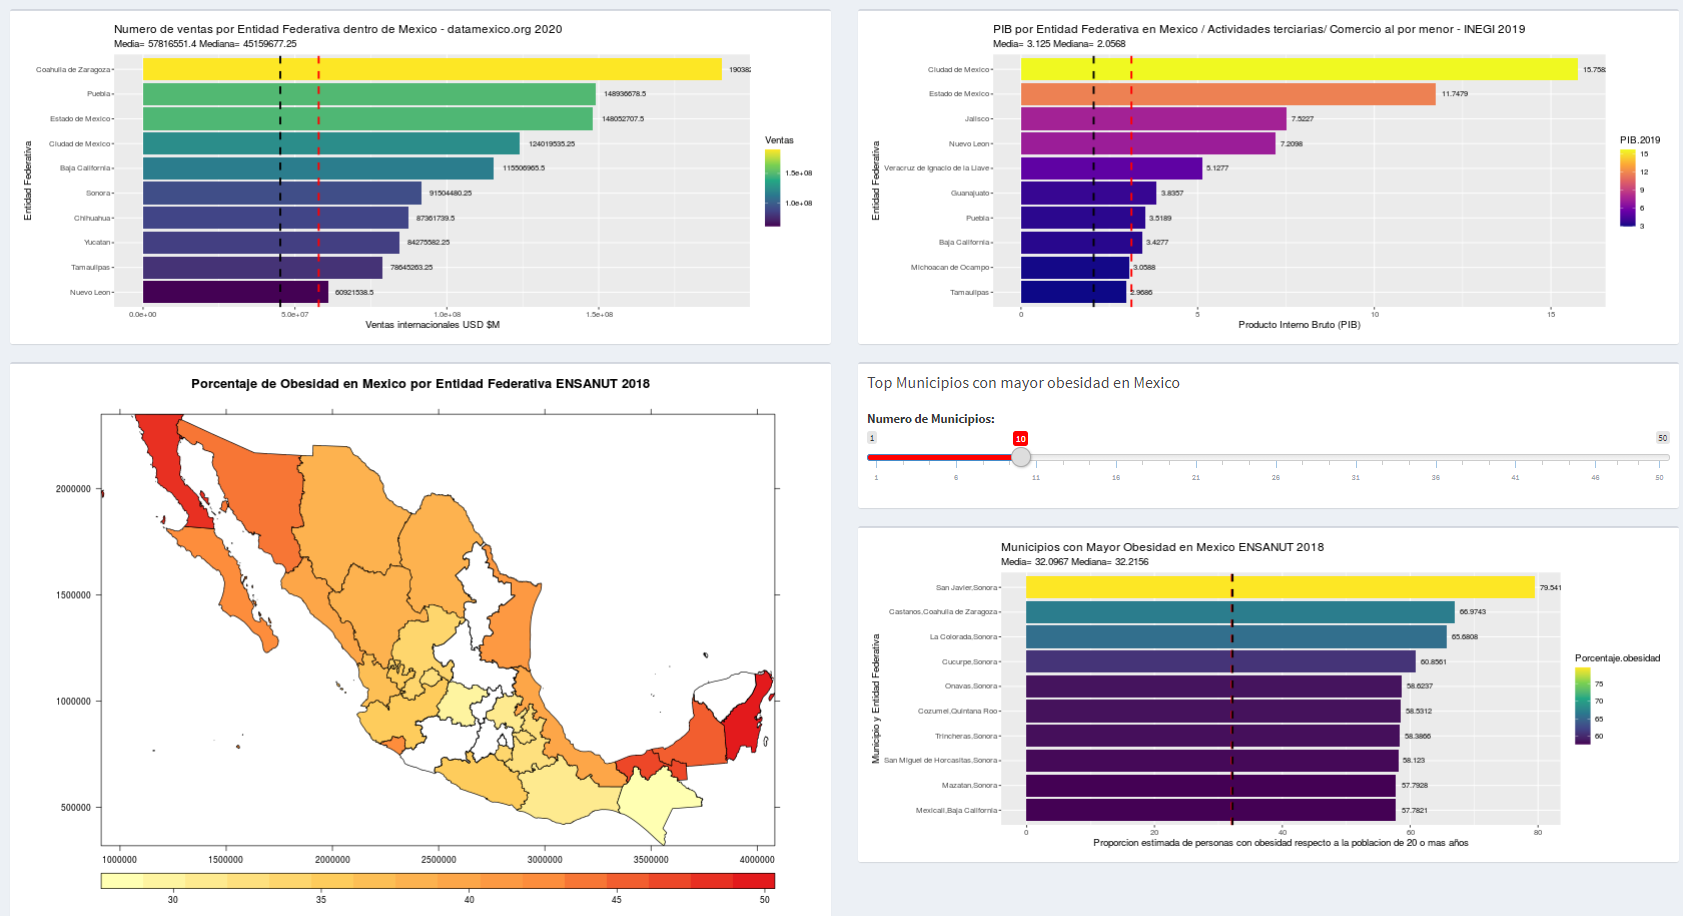 Numero de ventas por Entidad Federativa dentro de Mexico - datamexico.org 2020
Media= 57816551.4 Mediana= 45159677.25
Entidad Federativa
Coahuila de Zaragoza
Puebla
Estado de Mexico
Ciudad de Mexico
Baja California
Sonora
Chihuahua
Yucatan
Tamaulipas
Nuevo Leon
190382
148936678.5
148052707.5
124019535.25
115506965.5
91504480.25
87361739.5
84275582.25
78645263.25
60921538.5
0.0e+00 5.0e+07 1.0e+08 1.5e+08
Ventas internacionales USD $M
Ventas
1.5e+08
1.0e+08
PIB por Entidad Federativa en Mexico / Actividades terciarias/ Comercio al por menor - INEGI 2019
Media= 3.125 Mediana= 2.0568
Entidad Federativa
Ciudad de Mexico
Estado de Mexico
Jalisco
Nuevo Leon
Veracruz de Ignacio de la Llave
Guanajuato
Puebla
Baja California
Michoacan de Ocampo
Tamaulipas
15.758
11.7479
7.5227
7.2098
5.1277
3.8357
3.5189
3.4277
3.0588
2.9686
0 5 10 15
Producto Interno Bruto (PIB)
PIB.2019
15
12
9
6
3
Porcentaje de Obesidad en Mexico por Entidad Federativa ENSANUT 2018
2000000
1500000
1000000
500000
1000000 1500000 2000000 2500000 3000000 3500000 4000000
30 35 40 45 50
Top Municipios con mayor obesidad en Mexico
Numero de Municipios:
1 10 50
1 6 11 16 21 26 31 36 41 46 50
Municipios con Mayor Obesidad en Mexico ENSANUT 2018
Media= 32.0967 Mediana= 32.2156
Municipio y Entidad Federativa
San Javier,Sonora
Castanos,Coahuila de Zaragoza
La Colorada,Sonora
Cucurpe,Sonora
Onavas,Sonora
Cozumel,Quintana Roo
Trincheras,Sonora
San Miguel de Horcasitas,Sonora
Mazatan,Sonora
Mexicali,Baja California
79.541
66.9743
65.6808
60.8561
58.6237
58.5312
58.3866
58.123
57.7928
57.7821
0 20 40 60 80
Proporcion estimada de personas con obesidad respecto a la poblacion de 20 o mas años
Porcentaje.obesidad
75
70
65
60